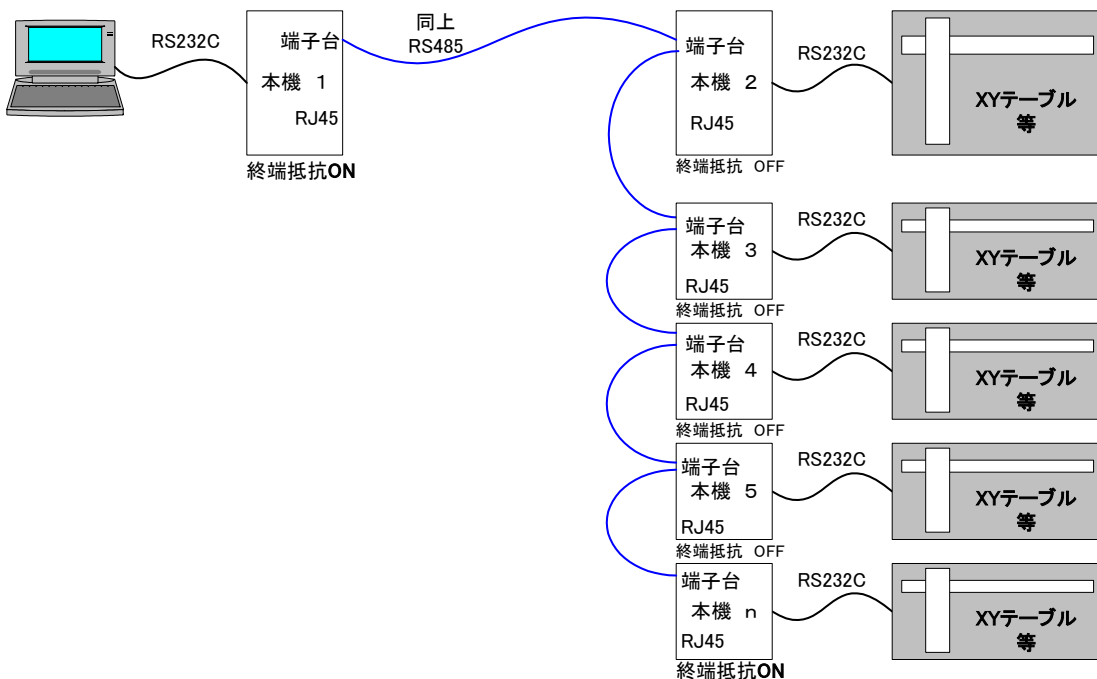 RS232C
端子台
本機 1
RJ45
終端抵抗ON
同上
RS485
端子台
本機 2
RJ45
終端抵抗 OFF
RS232C
XYテーブル
等
端子台
本機 3
RJ45
終端抵抗 OFF
RS232C
XYテーブル
等
端子台
本機 4
RJ45
終端抵抗 OFF
RS232C
XYテーブル
等
端子台
本機 5
RJ45
終端抵抗 OFF
RS232C
XYテーブル
等
端子台
本機 n
RJ45
終端抵抗ON
RS232C
XYテーブル
等